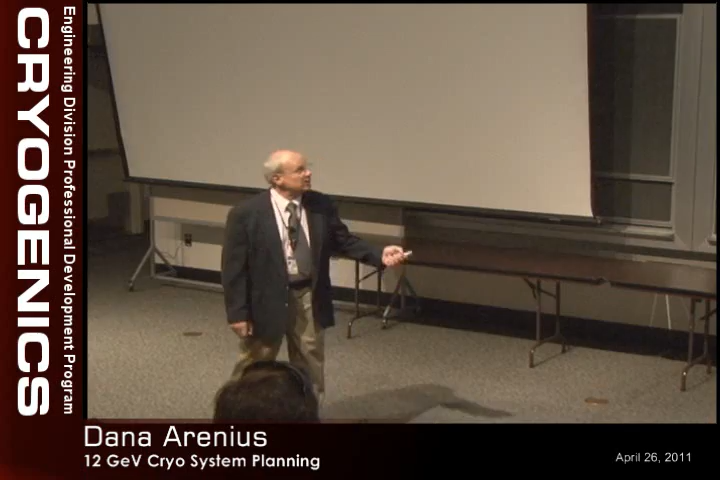 Engineering Division Professional Development Program
CRYOGENICS
Dana Arenius
12 GeV Cryo System Planning
April 26, 2011